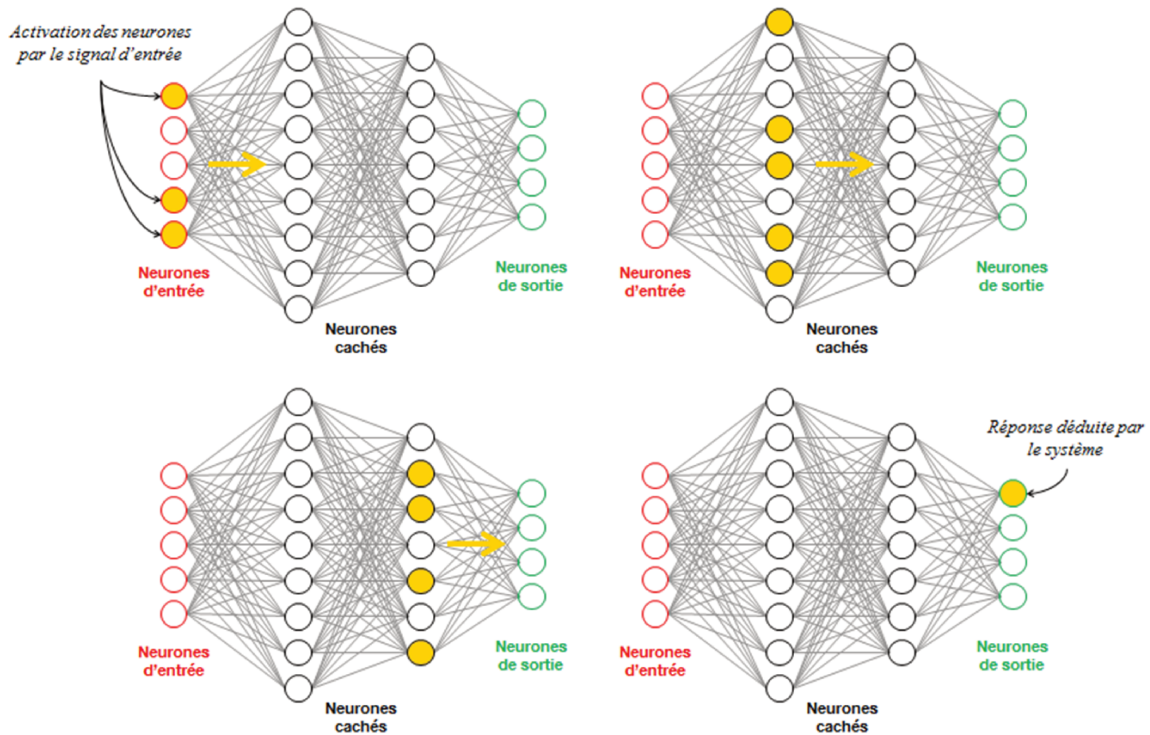 Activation des neurones
par le signal d'entrée
Neurones
d'entrée
Neurones
de sortie
Neurones
cachés
Neurones
d'entrée
Neurones
de sortie
Neurones
cachés
Neurones
d'entrée
Neurones
de sortie
Neurones
cachés
Réponse déduite par
le système
Neurones
d'entrée
Neurones
de sortie
Neurones
cachés